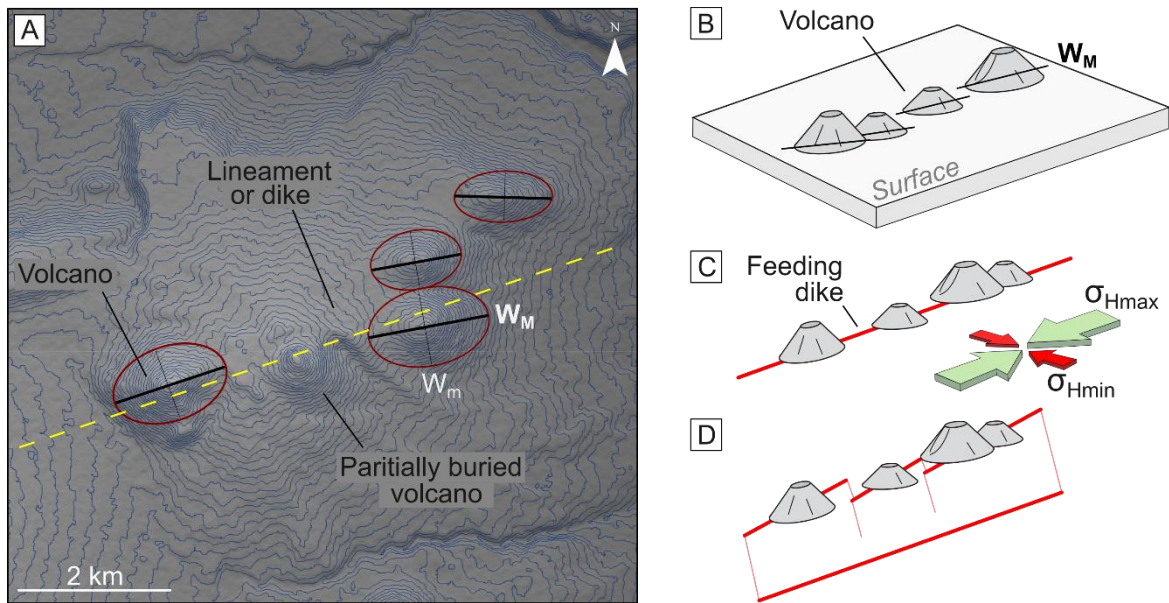 A
N
Lineament
or dike
Volcano
W_M
W_m
Paritially buried
volcano
2 km
B
Volcano
W_M
Surface
C
Feeding
dike
σ_Hmax
σ_Hmin
D